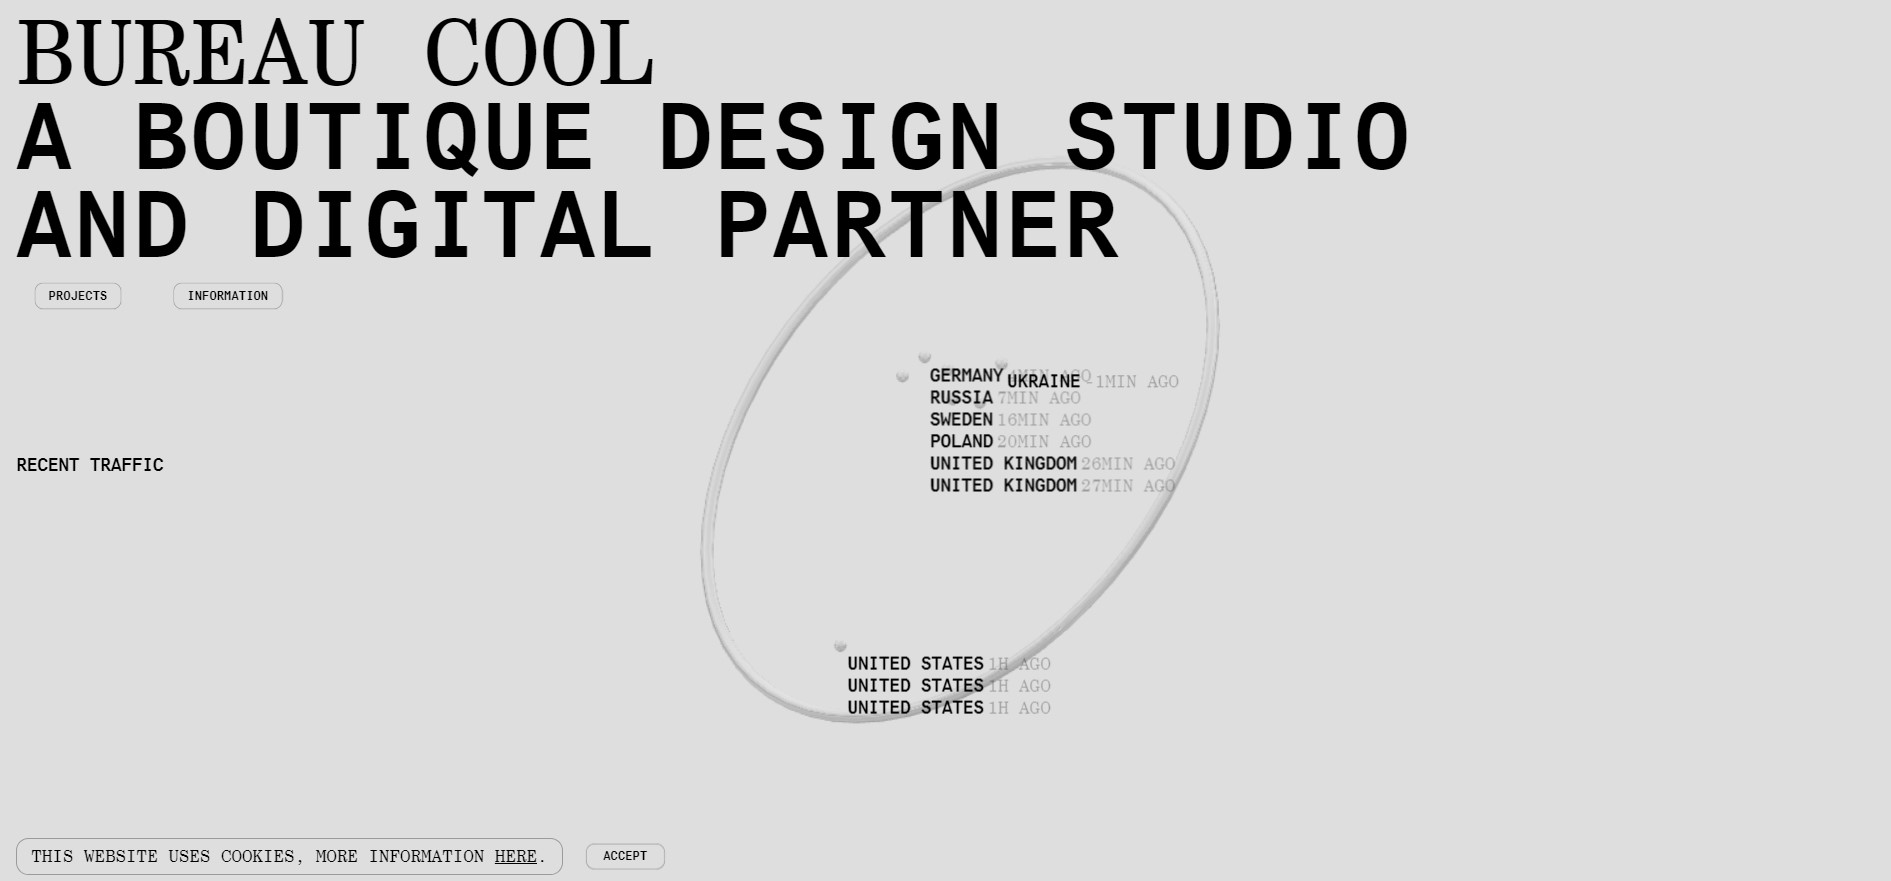 BUREAU COOL
A BOUTIQUE DESIGN STUDIO
AND DIGITAL PARTNER
PROJECTS
INFORMATION
GERMANY
UKRAINE 1MIN AGO
RUSSIA 7MIN AGO
SWEDEN 16MIN AGO
POLAND 20MIN AGO
UNITED KINGDOM 26MIN AGO
UNITED KINGDOM 27MIN AGO
RECENT TRAFFIC
UNITED STATES 1H AGO
UNITED STATES 1H AGO
UNITED STATES 1H AGO
THIS WEBSITE USES COOKIES, MORE INFORMATION HERE.
ACCEPT